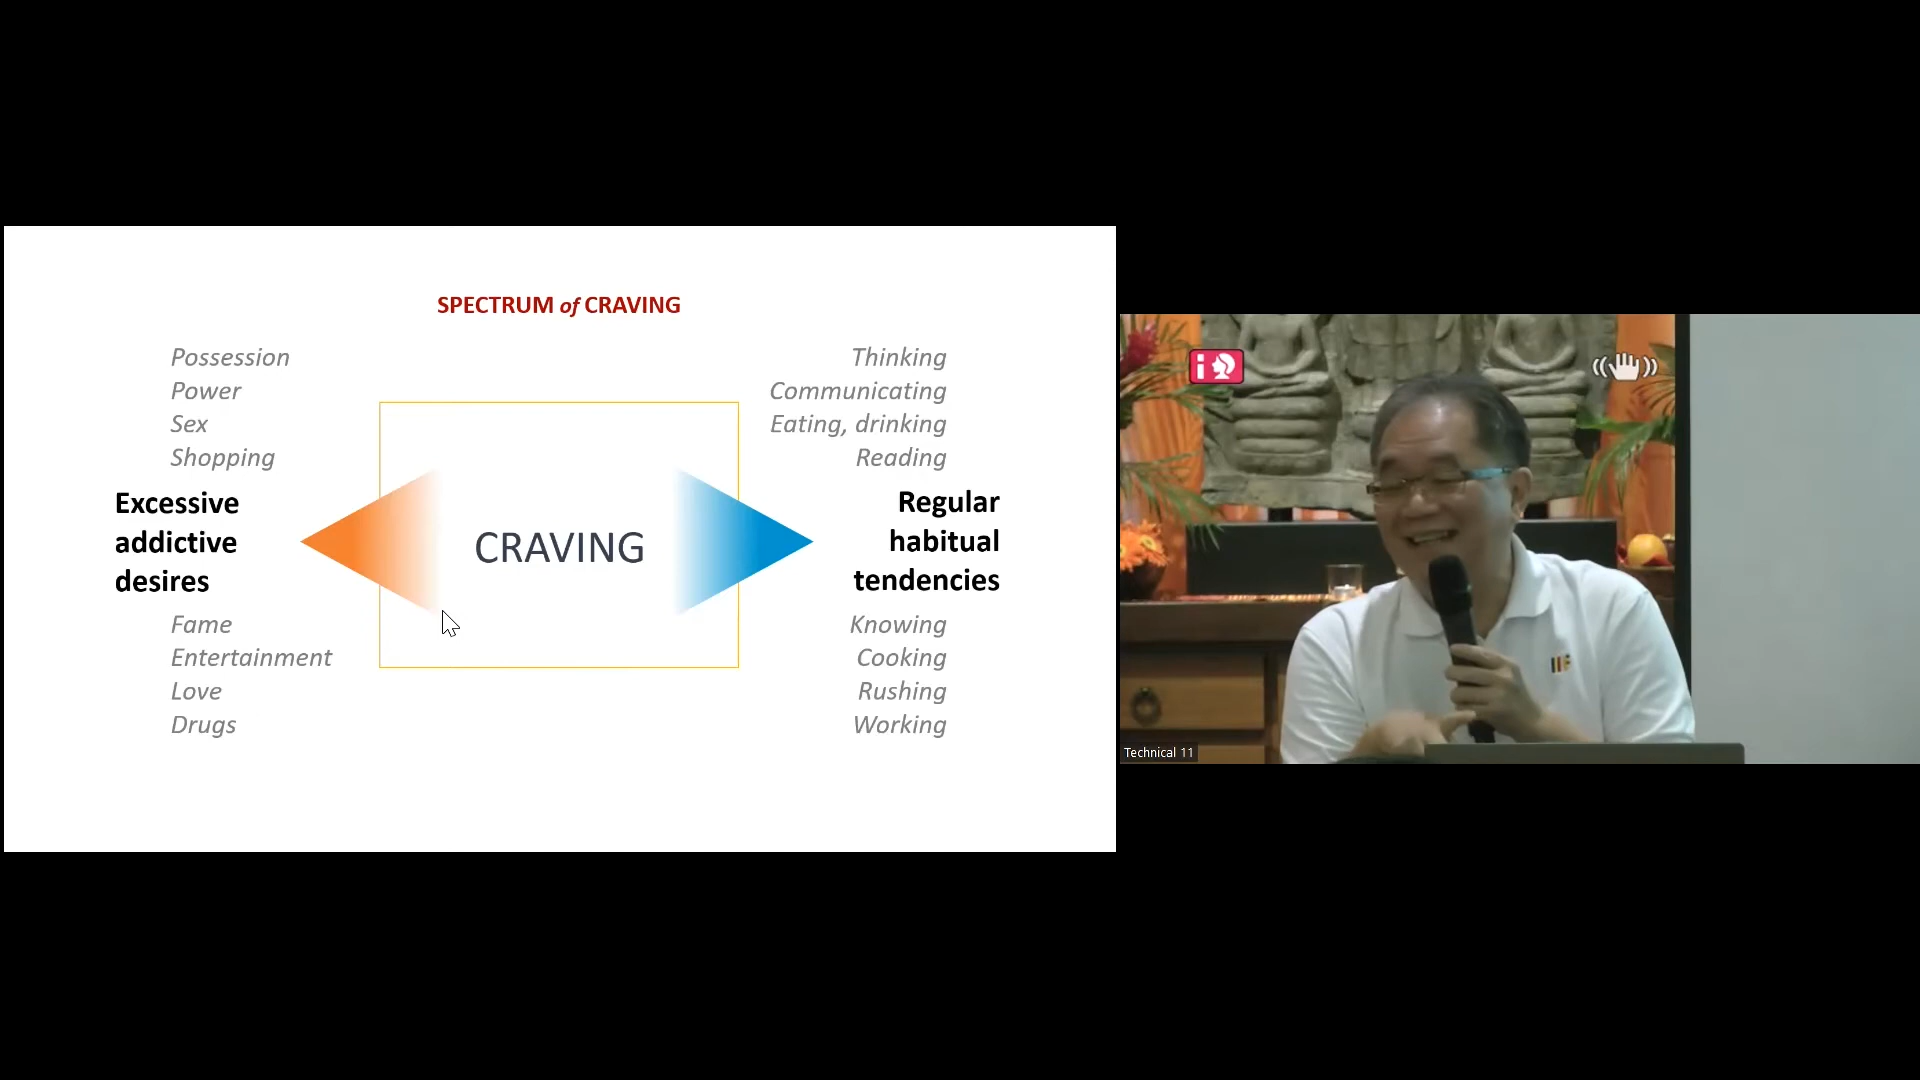 SPECTRUM of CRAVING
Possession
Power
Sex
Shopping
Excessive
addictive
desires
Fame
Entertainment
Love
Drugs
CRAVING
Thinking
Communicating
Eating, drinking
Reading
Regular
habitual
tendencies
Knowing
Cooking
Rushing
Working
i
Technical 11